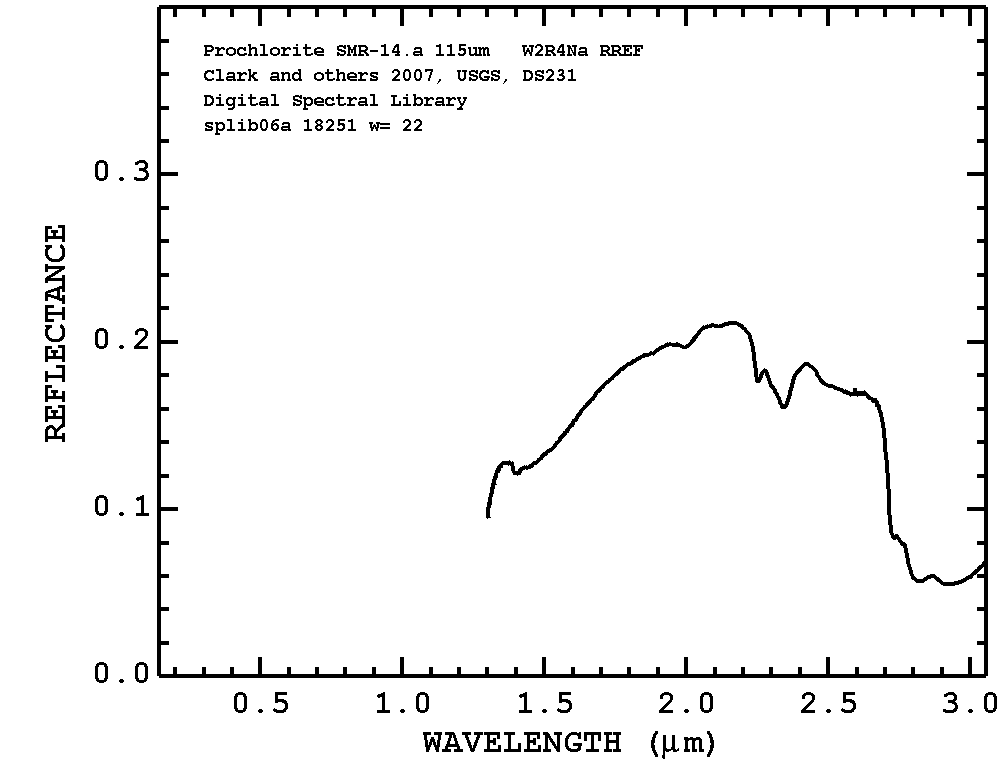 Prochlorite SMR-14.a 115um   W2R4Na RREF
Clark and others 2007, USGS, DS231
Digital Spectral Library
splib06a 18251 w= 22
0.3
0.2
0.1
0.0
REFLECTANCE
0.5 1.0 1.5 2.0 2.5 3.0
WAVELENGTH (μm)